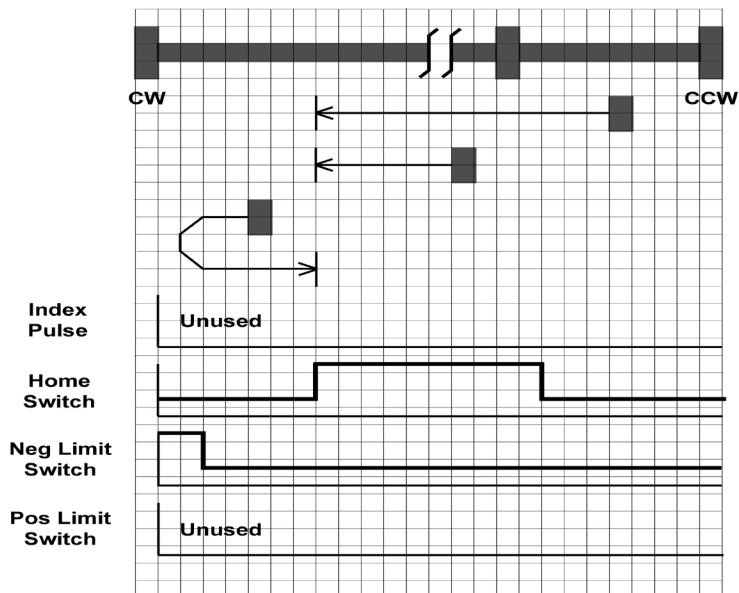 CW
CCW
Index
Pulse
Unused
Home
Switch
Neg Limit
Switch
Pos Limit
Switch
Unused